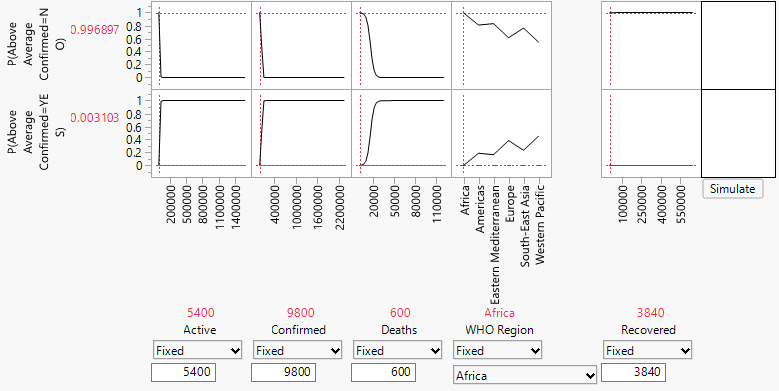 P(Above
Average
Confirmed=N
O)
0.996897
1
0.8
0.6
0.4
0.2
0
P(Above
Average
Confirmed=YE
S)
0.003103
1
0.8
0.6
0.4
0.2
0
200000
500000
800000
1100000
1400000
400000
1000000
1600000
2200000
20000
50000
80000
110000
Africa
Americas
Eastern Mediterranean
Europe
South-East Asia
Western Pacific
100000
250000
400000
550000
Simulate
5400 9800 600 Africa 3840
Active Confirmed Deaths WHO Region Recovered
Fixed Fixed Fixed Fixed Fixed
5400 9800 600 Africa 3840